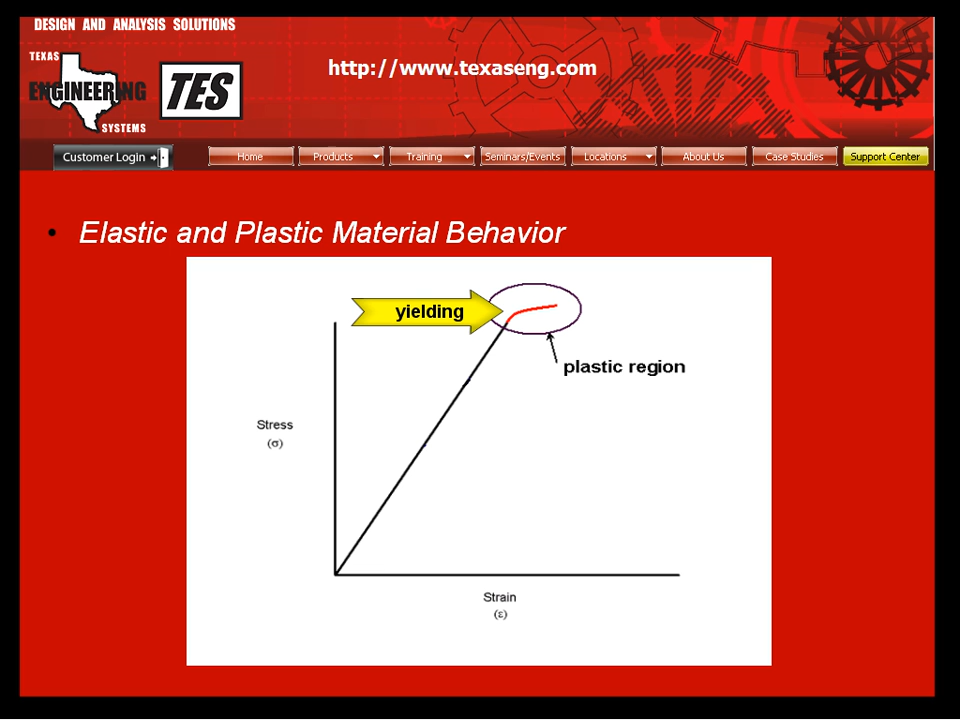 DESIGN AND ANALYSIS SOLUTIONS
http://www.texaseng.com
TEXAS
ENGINEERING
SYSTEMS
TES
Customer Login
Home
Products
Training
Seminars/Events
Locations
About Us
Case Studies
Support Center
• Elastic and Plastic Material Behavior
yielding
plastic region
Stress
(σ)
Strain
(ε)